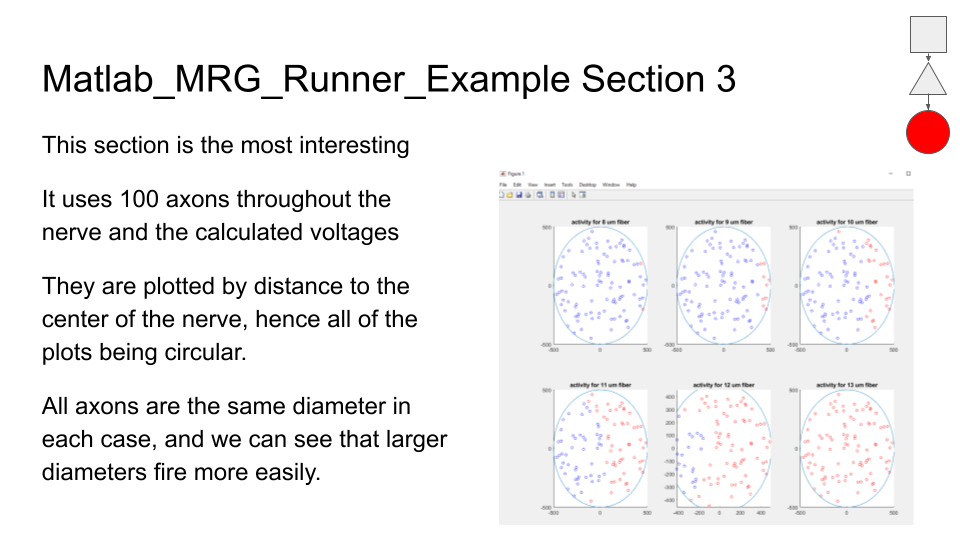 Matlab_MRG_Runner_Example Section 3
This section is the most interesting
It uses 100 axons throughout the
nerve and the calculated voltages
They are plotted by distance to the
center of the nerve, hence all of the
plots being circular.
All axons are the same diameter in
each case, and we can see that larger
diameters fire more easily.
Figure 7
File Edit View Insert Tools Desktop Window Help
activity for 8 um fiber
500
0
-500
-500 0 500
activity for 9 um fiber
500
0
-500
-500 0 500
activity for 10 um fiber
500
0
-500
-500 0 500
activity for 11 um fiber
500
0
-500
-500 0 500
activity for 12 um fiber
400
300
200
100
0
-100
-200
-300
-400
-400 -200 0 200 400
activity for 13 um fiber
500
0
-500
-500 0 500